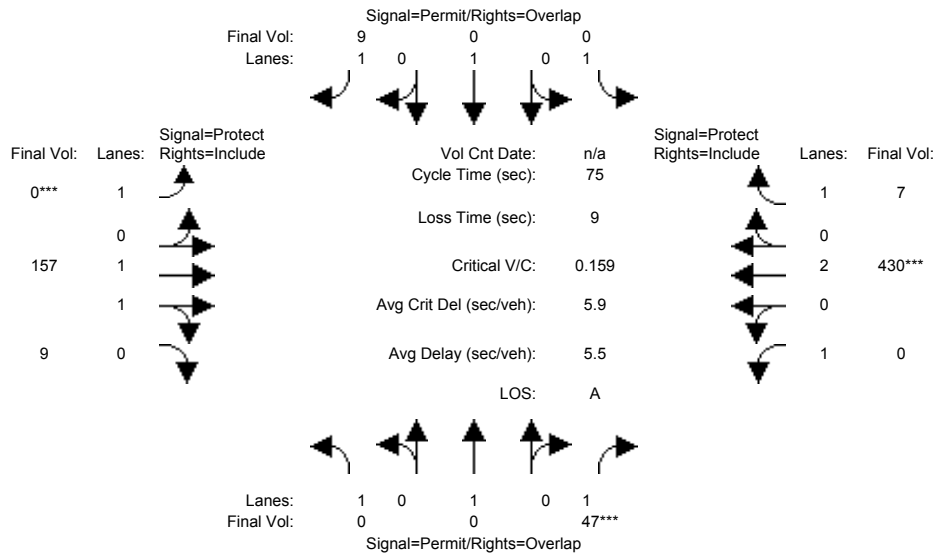 Signal=Permit/Rights=Overlap
Final Vol: 9 0 0
Lanes: 1 0 1 0 1
Signal=Protect Signal=Protect
Final Vol: Lanes: Rights=Include Vol Cnt Date: n/a Rights=Include Lanes: Final Vol:
Cycle Time (sec): 75
0*** 1 1 7
Loss Time (sec): 9
0 0
157 1 Critical V/C: 0.159 2 430***
1 Avg Crit Del (sec/veh): 5.9 0
9 0 Avg Delay (sec/veh): 5.5 1 0
LOS: A
Lanes: 1 0 1 0 1
Final Vol: 0 0 47***
Signal=Permit/Rights=Overlap